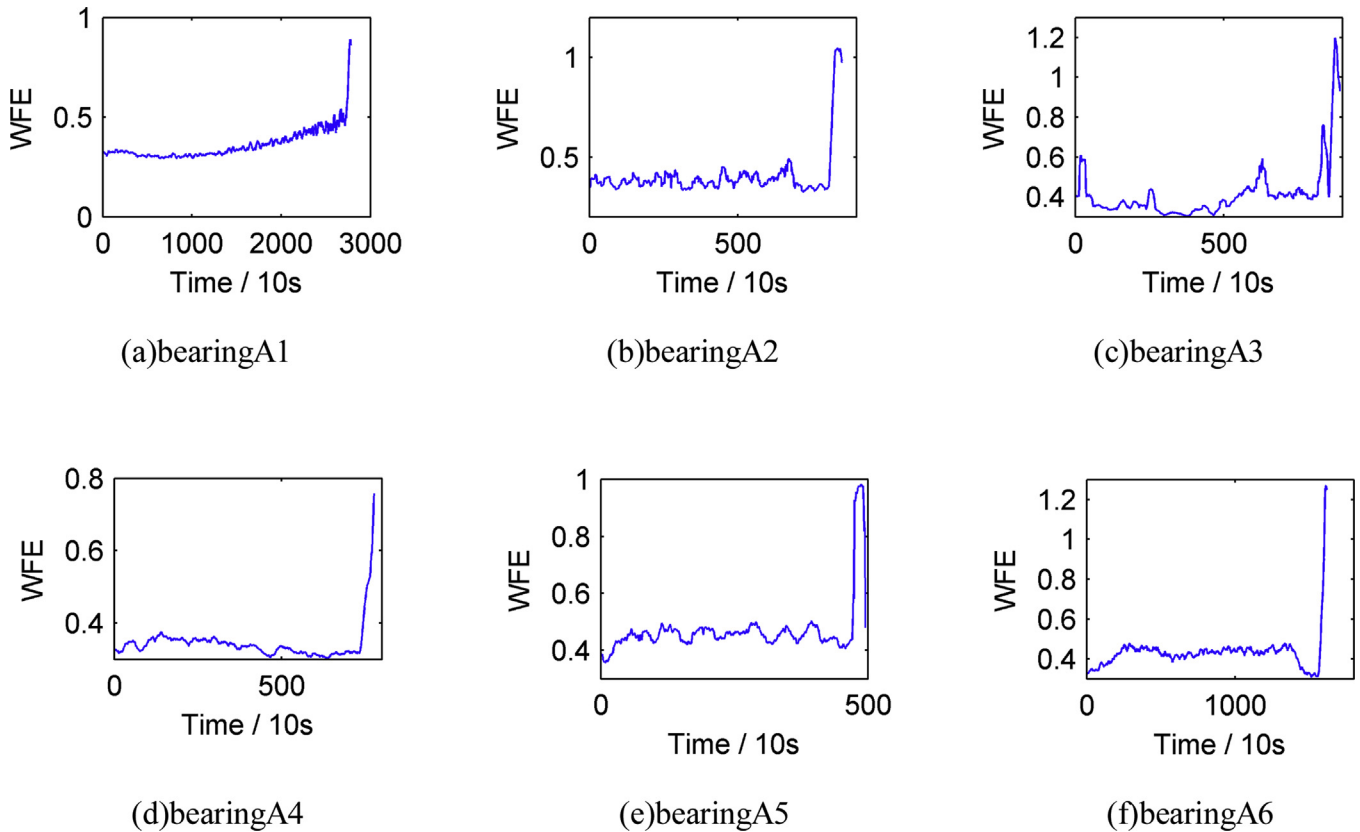 1
0.5
0
WFE
0 1000 2000 3000
Time / 10s
(a)bearingA1
1
0.5
WFE
0 500
Time / 10s
(b)bearingA2
1.2
1
0.8
0.6
0.4
WFE
0 500
Time / 10s
(c)bearingA3
0.8
0.6
0.4
WFE
0 500
Time / 10s
(d)bearingA4
1
0.8
0.6
0.4
WFE
0 500
Time / 10s
(e)bearingA5
1.2
1
0.8
0.6
0.4
WFE
0 1000
Time / 10s
(f)bearingA6